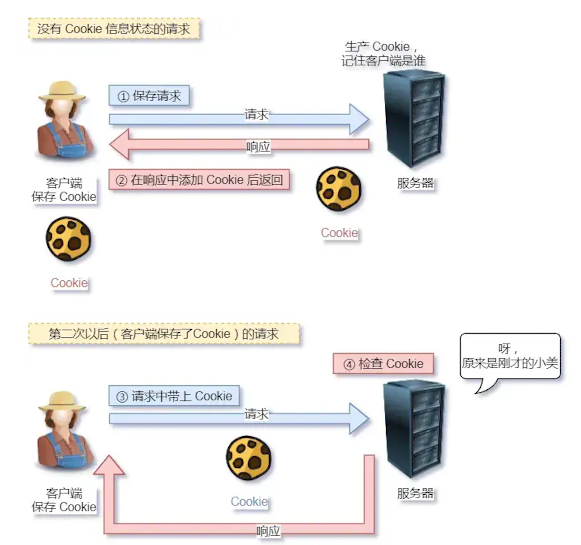 没有 Cookie 信息状态的请求
生产 Cookie，
记住客户端是谁
① 保存请求
请求
响应
② 在响应中添加 Cookie 后返回
客户端
保存 Cookie
服务器
Cookie
Cookie
第二次以后（客户端保存了Cookie）的请求
呀，
原来是刚才的小美
④ 检查 Cookie
③ 请求中带上 Cookie
请求
Cookie
客户端
保存 Cookie
服务器
响应